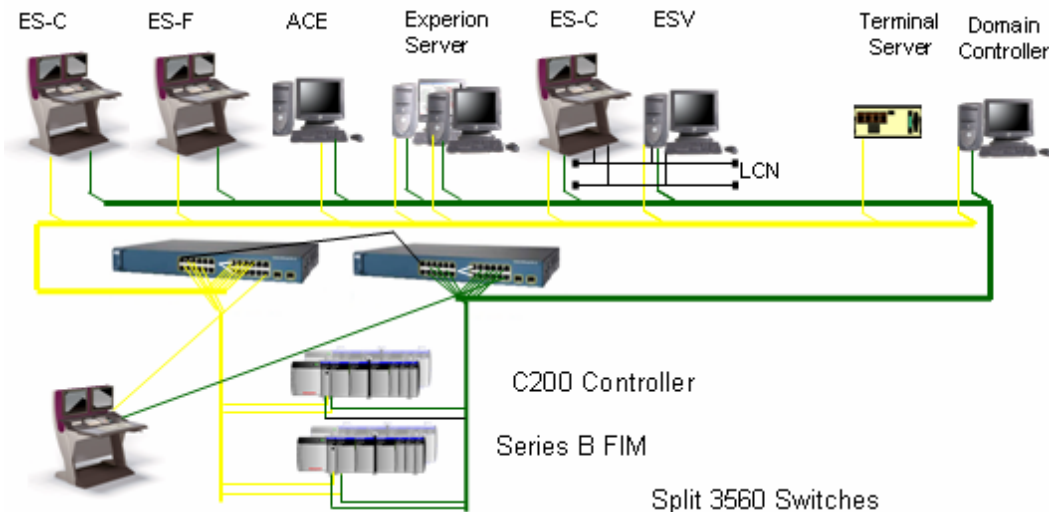 ES-C
ES-F
ACE
Experion
Server
ES-C
ESV
Terminal
Server
Domain
Controller
LCN
C200 Controller
Series B FIM
Split 3560 Switches